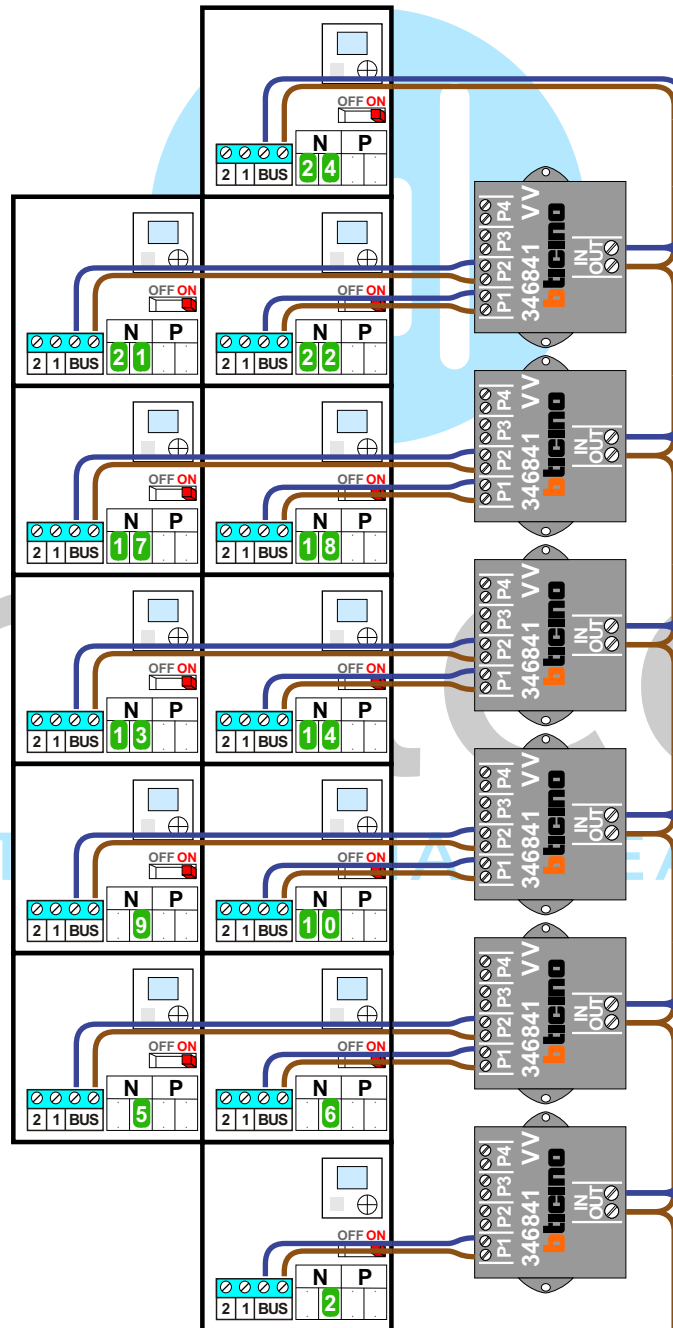 OFF ON
N P
2 4
2 1 BUS
OFF ON
N P
2 1
2 1 BUS
OFF ON
N P
2 2
2 1 BUS
P1 P2 P3 P4
346841 VV
bticino
IN
OUT
OFF ON
N P
1 7
2 1 BUS
OFF ON
N P
1 8
2 1 BUS
P1 P2 P3 P4
346841 VV
bticino
IN
OUT
OFF ON
N P
1 3
2 1 BUS
OFF ON
N P
1 4
2 1 BUS
P1 P2 P3 P4
346841 VV
bticino
IN
OUT
OFF ON
N P
9
2 1 BUS
OFF ON
N P
1 0
2 1 BUS
P1 P2 P3 P4
346841 VV
bticino
IN
OUT
OFF ON
N P
5
2 1 BUS
OFF ON
N P
6
2 1 BUS
P1 P2 P3 P4
346841 VV
bticino
IN
OUT
OFF ON
N P
2
2 1 BUS
P1 P2 P3 P4
346841 VV
bticino
IN
OUT